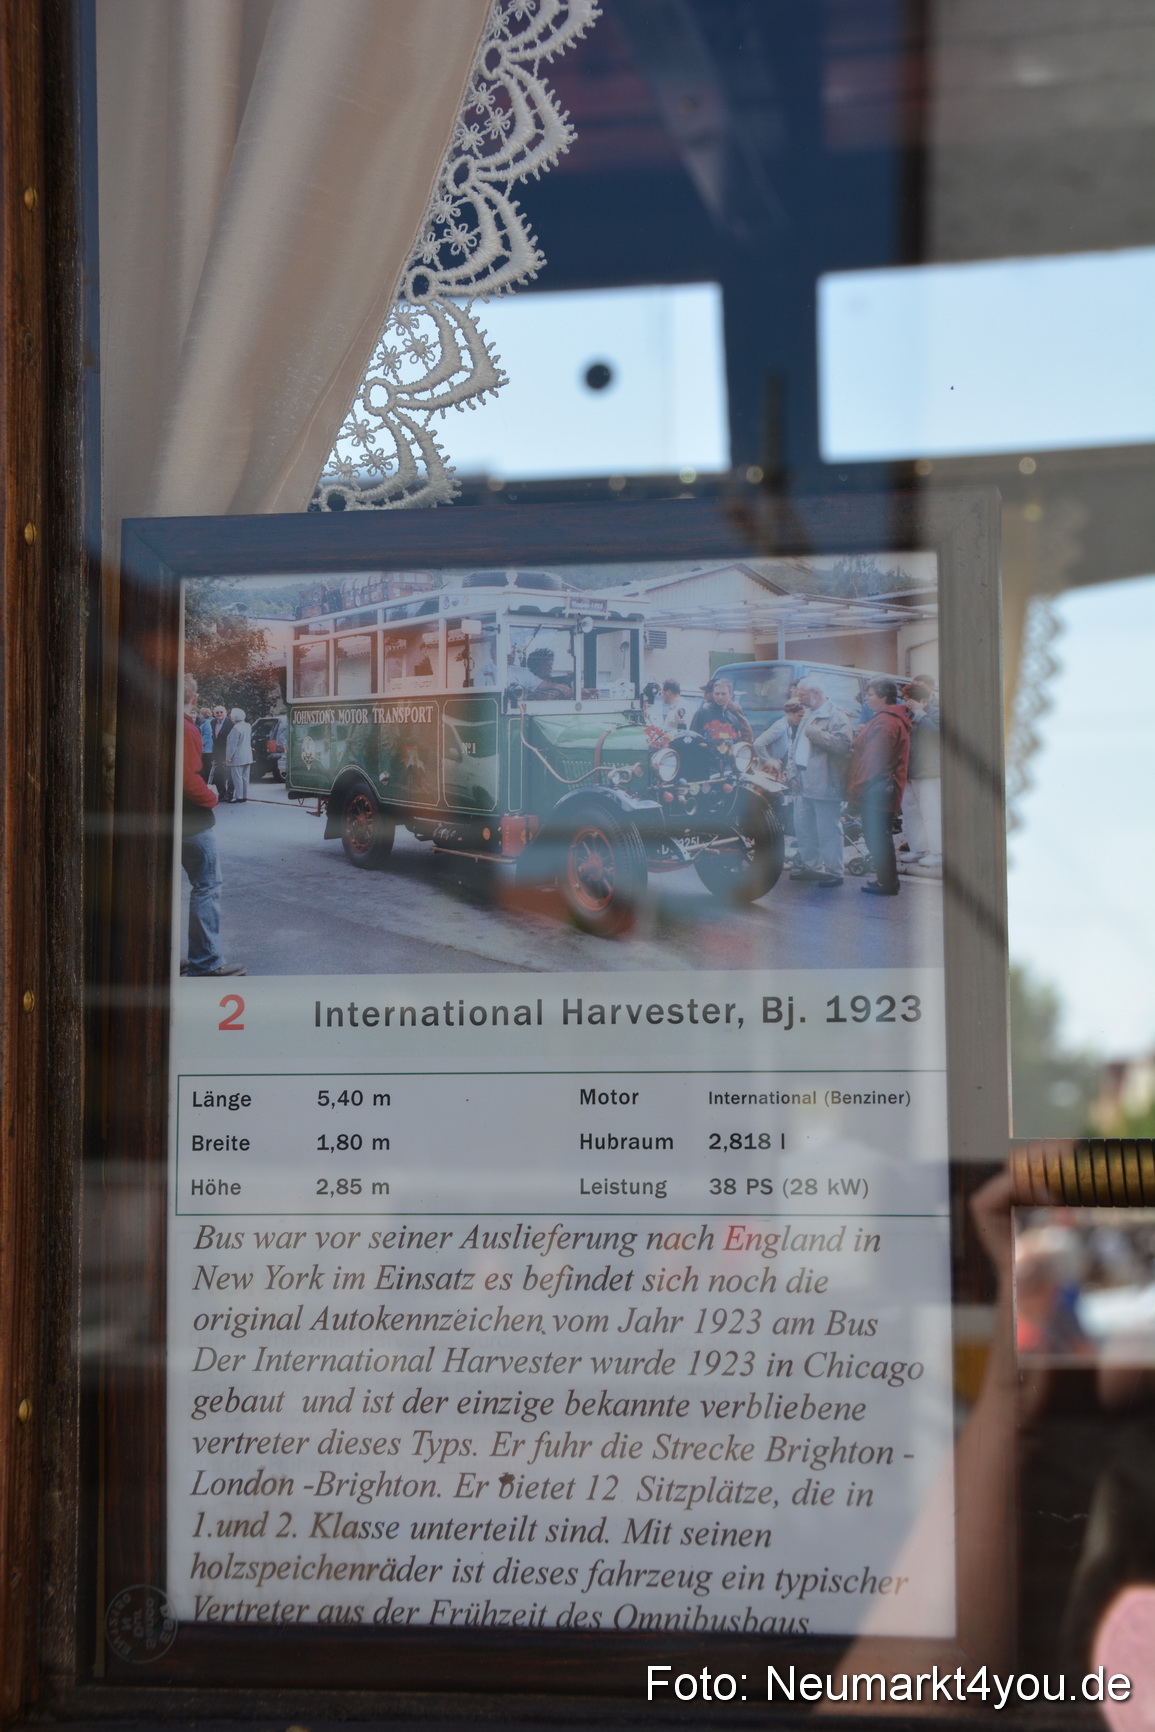 JOHNSTON'S MOTOR TRANSPORT
Nº1
2 International Harvester, Bj. 1923
Länge 5,40 m Motor International (Benziner)
Breite 1,80 m Hubraum 2,818 l
Höhe 2,85 m Leistung 38 PS (28 kW)
Bus war vor seiner Auslieferung nach England in
New York im Einsatz es befindet sich noch die
original Autokennzeichen vom Jahr 1923 am Bus
Der International Harvester wurde 1923 in Chicago
gebaut und ist der einzige bekannte verbliebene
vertreter dieses Typs. Er fuhr die Strecke Brighton -
London -Brighton. Er bietet 12 Sitzplätze, die in
1.und 2. Klasse unterteilt sind. Mit seinen
holzspeichenräder ist dieses fahrzeug ein typischer
Vertreter aus der Frühzeit des Omnibusbaus.
Foto: Neumarkt4you.de